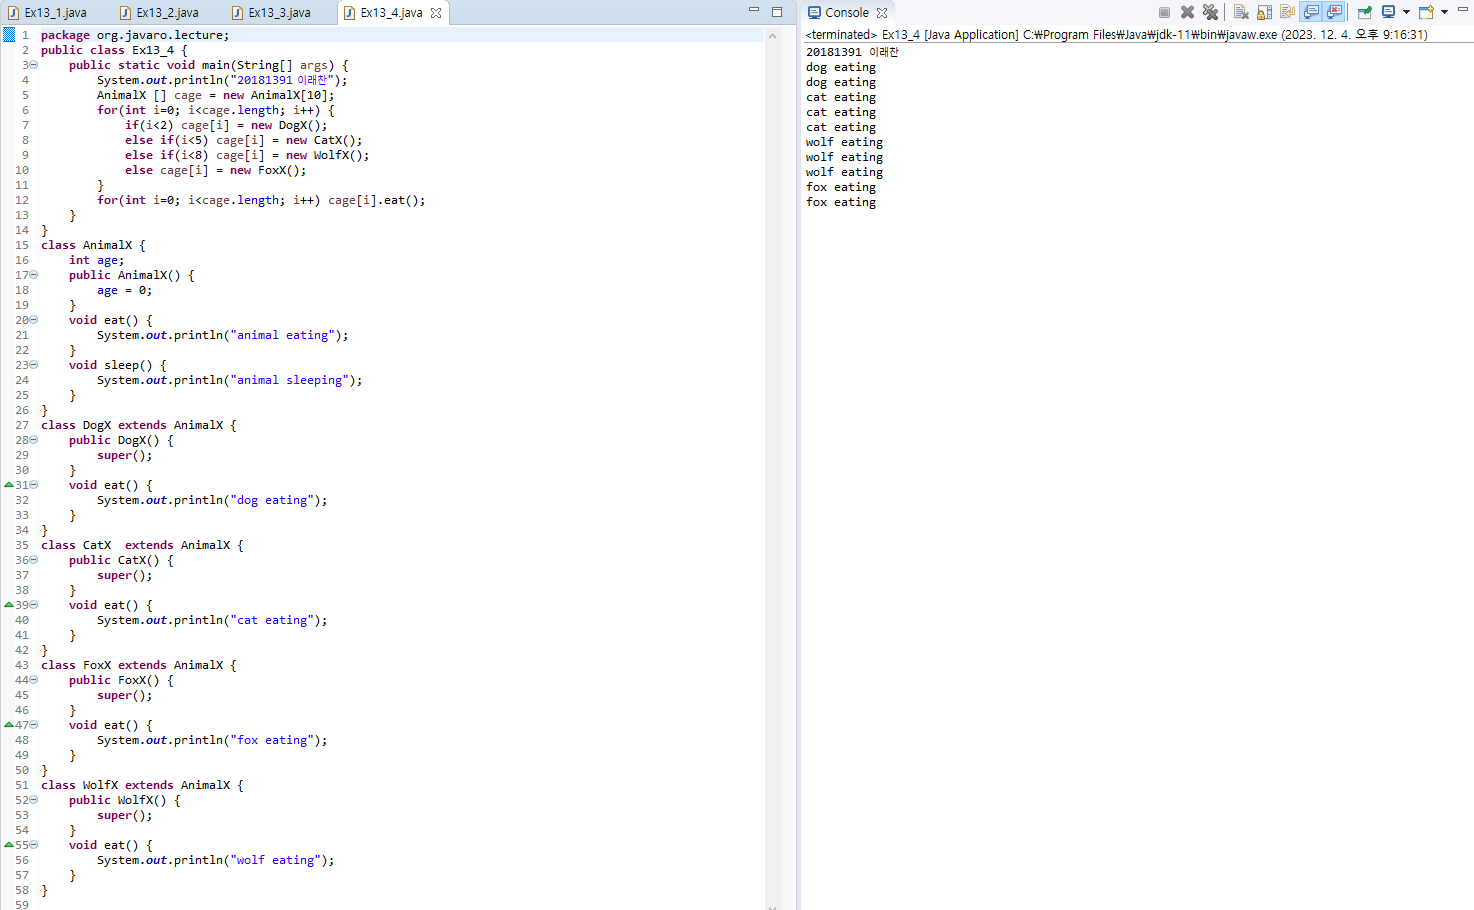 Ex13_1.java Ex13_2.java Ex13_3.java Ex13_4.java
1 package org.javaro.lecture;
2 public class Ex13_4 {
3 public static void main(String[] args) {
4 System.out.println("20181391 이래찬");
5 AnimalX [] cage = new AnimalX[10];
6 for(int i=0; i<cage.length; i++) {
7 if(i<2) cage[i] = new DogX();
8 else if(i<5) cage[i] = new CatX();
9 else if(i<8) cage[i] = new WolfX();
10 else cage[i] = new FoxX();
11 }
12 for(int i=0; i<cage.length; i++) cage[i].eat();
13 }
14 }
15 class AnimalX {
16 int age;
17 public AnimalX() {
18 age = 0;
19 }
20 void eat() {
21 System.out.println("animal eating");
22 }
23 void sleep() {
24 System.out.println("animal sleeping");
25 }
26 }
27 class DogX extends AnimalX {
28 public DogX() {
29 super();
30 }
31 void eat() {
32 System.out.println("dog eating");
33 }
34 }
35 class CatX  extends AnimalX {
36 public CatX() {
37 super();
38 }
39 void eat() {
40 System.out.println("cat eating");
41 }
42 }
43 class FoxX extends AnimalX {
44 public FoxX() {
45 super();
46 }
47 void eat() {
48 System.out.println("fox eating");
49 }
50 }
51 class WolfX extends AnimalX {
52 public WolfX() {
53 super();
54 }
55 void eat() {
56 System.out.println("wolf eating");
57 }
58 }
59
Console
<terminated> Ex13_4 [Java Application] C:₩Program Files₩Java₩jdk-11₩bin₩javaw.exe (2023. 12. 4. 오후 9:16:31)
20181391 이래찬
dog eating
dog eating
cat eating
cat eating
cat eating
wolf eating
wolf eating
wolf eating
fox eating
fox eating